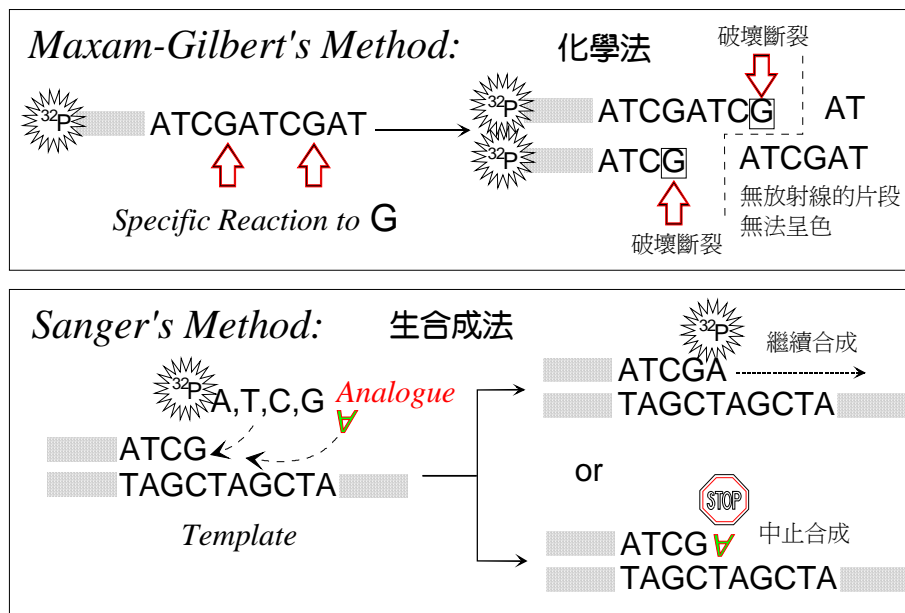 Maxam-Gilbert's Method: 化學法
破壞斷裂
32P ATCGATCGAT
Specific Reaction to G
32P ATCGATCG AT
32P ATCG ATCGAT
破壞斷裂
無放射線的片段
無法呈色
Sanger's Method: 生合成法
32P A,T,C,G Analogue
A
ATCG
TAGCTAGCTA
Template
32P
ATCGA 繼續合成
TAGCTAGCTA
or
STOP
ATCGA 中止合成
TAGCTAGCTA